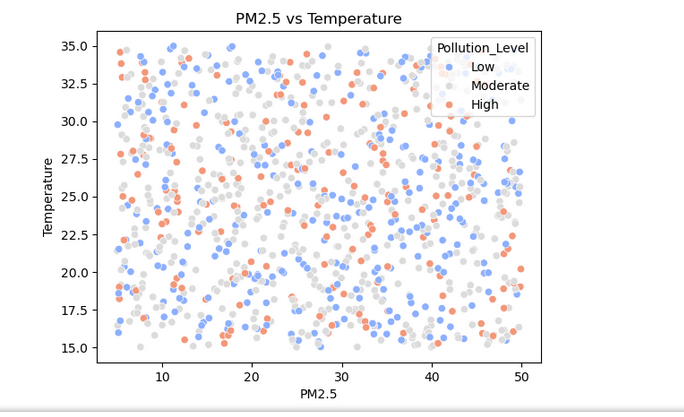 PM2.5 vs Temperature
Pollution_Level
Low
Moderate
High
35.0
32.5
30.0
27.5
25.0
22.5
20.0
17.5
15.0
Temperature
10 20 30 40 50
PM2.5